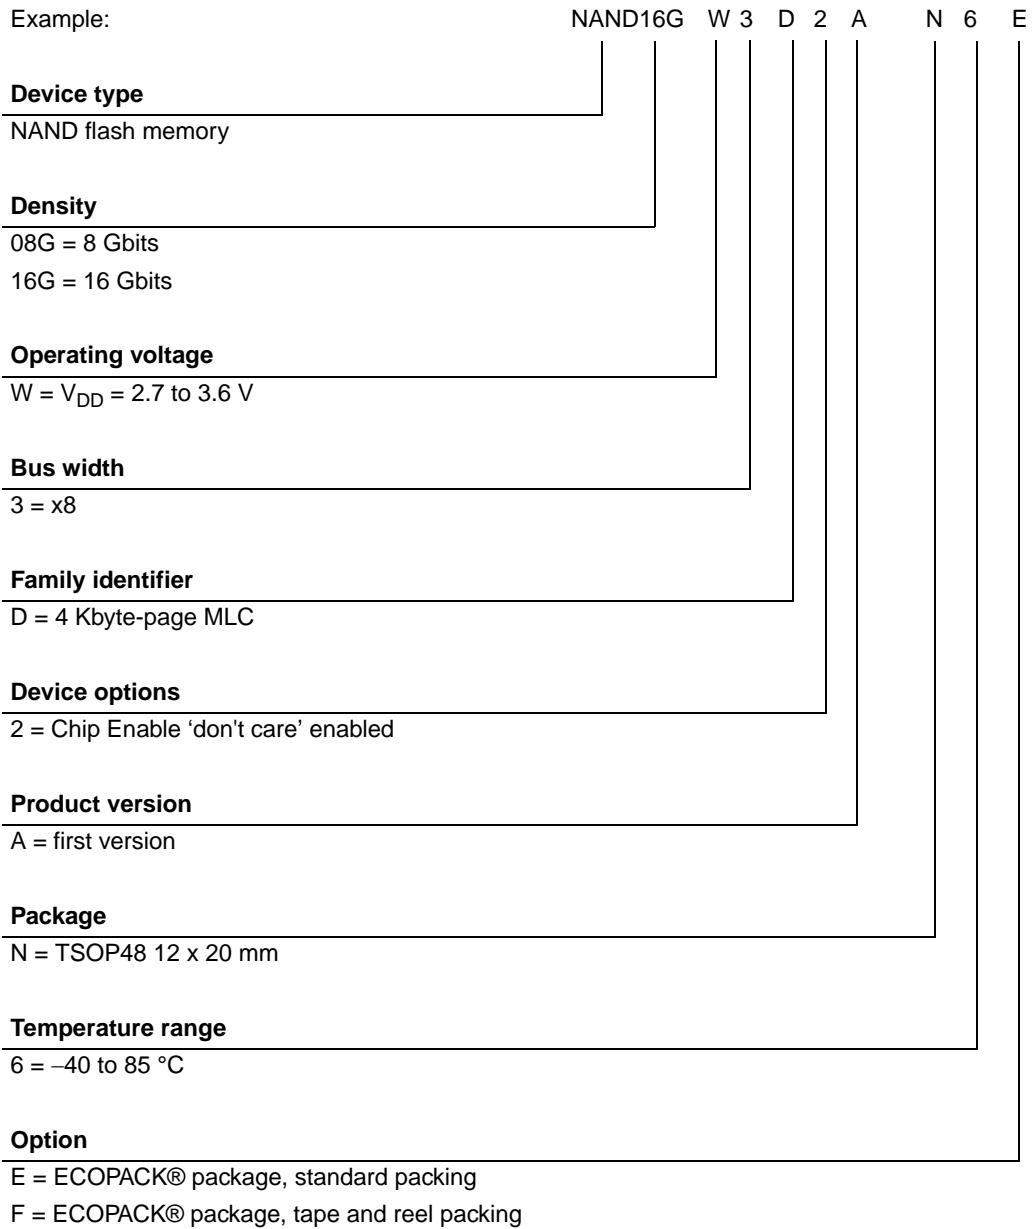 Example: NAND16G W 3 D 2 A N 6 E
Device type
NAND flash memory
Density
08G = 8 Gbits
16G = 16 Gbits
Operating voltage
W = VDD = 2.7 to 3.6 V
Bus width
3 = x8
Family identifier
D = 4 Kbyte-page MLC
Device options
2 = Chip Enable ‘don't care’ enabled
Product version
A = first version
Package
N = TSOP48 12 x 20 mm
Temperature range
6 = −40 to 85 °C
Option
E = ECOPACK® package, standard packing
F = ECOPACK® package, tape and reel packing